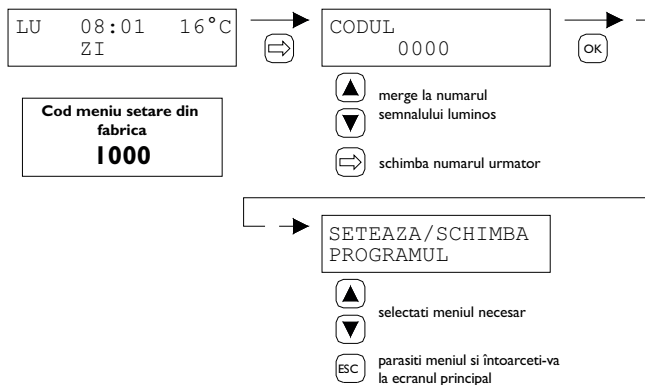 LU 08:01 16°C
ZI
CODUL
0000
OK
Cod meniu setare din
fabrica
1000
merge la numarul
semnalului luminos
schimba numarul urmator
SETEAZA/SCHIMBA
PROGRAMUL
selectati meniul necesar
ESC
parasiti meniul si întoarceti-va
la ecranul principal